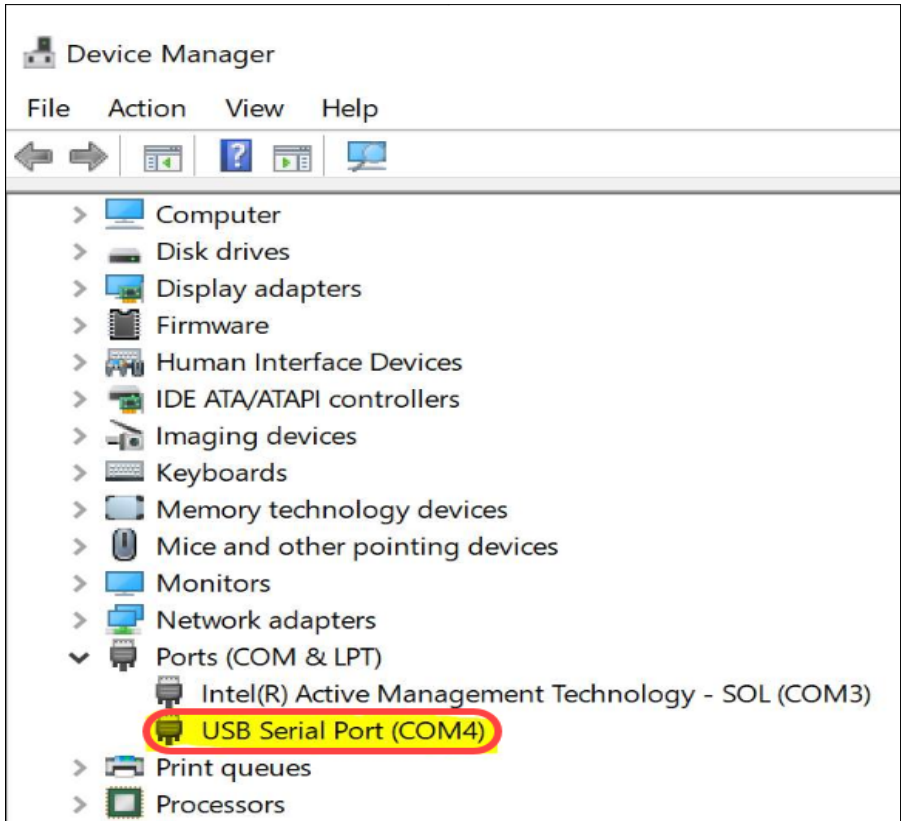 Device Manager
File Action View Help
Computer
Disk drives
Display adapters
Firmware
Human Interface Devices
IDE ATA/ATAPI controllers
Imaging devices
Keyboards
Memory technology devices
Mice and other pointing devices
Monitors
Network adapters
Ports (COM & LPT)
Intel(R) Active Management Technology - SOL (COM3)
USB Serial Port (COM4)
Print queues
Processors